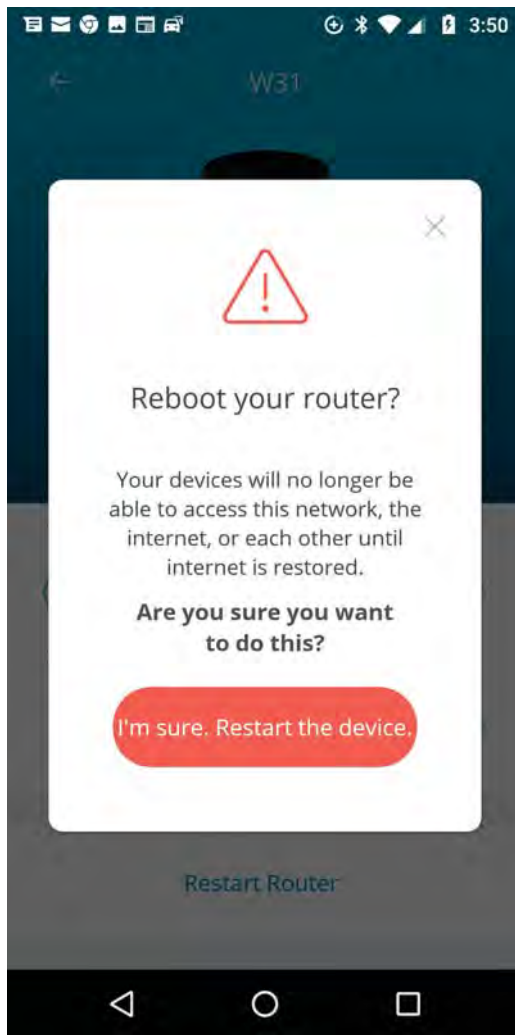 3:50
W31
Reboot your router?
Your devices will no longer be
able to access this network, the
internet, or each other until
internet is restored.
Are you sure you want
to do this?
I'm sure. Restart the device.
Restart Router